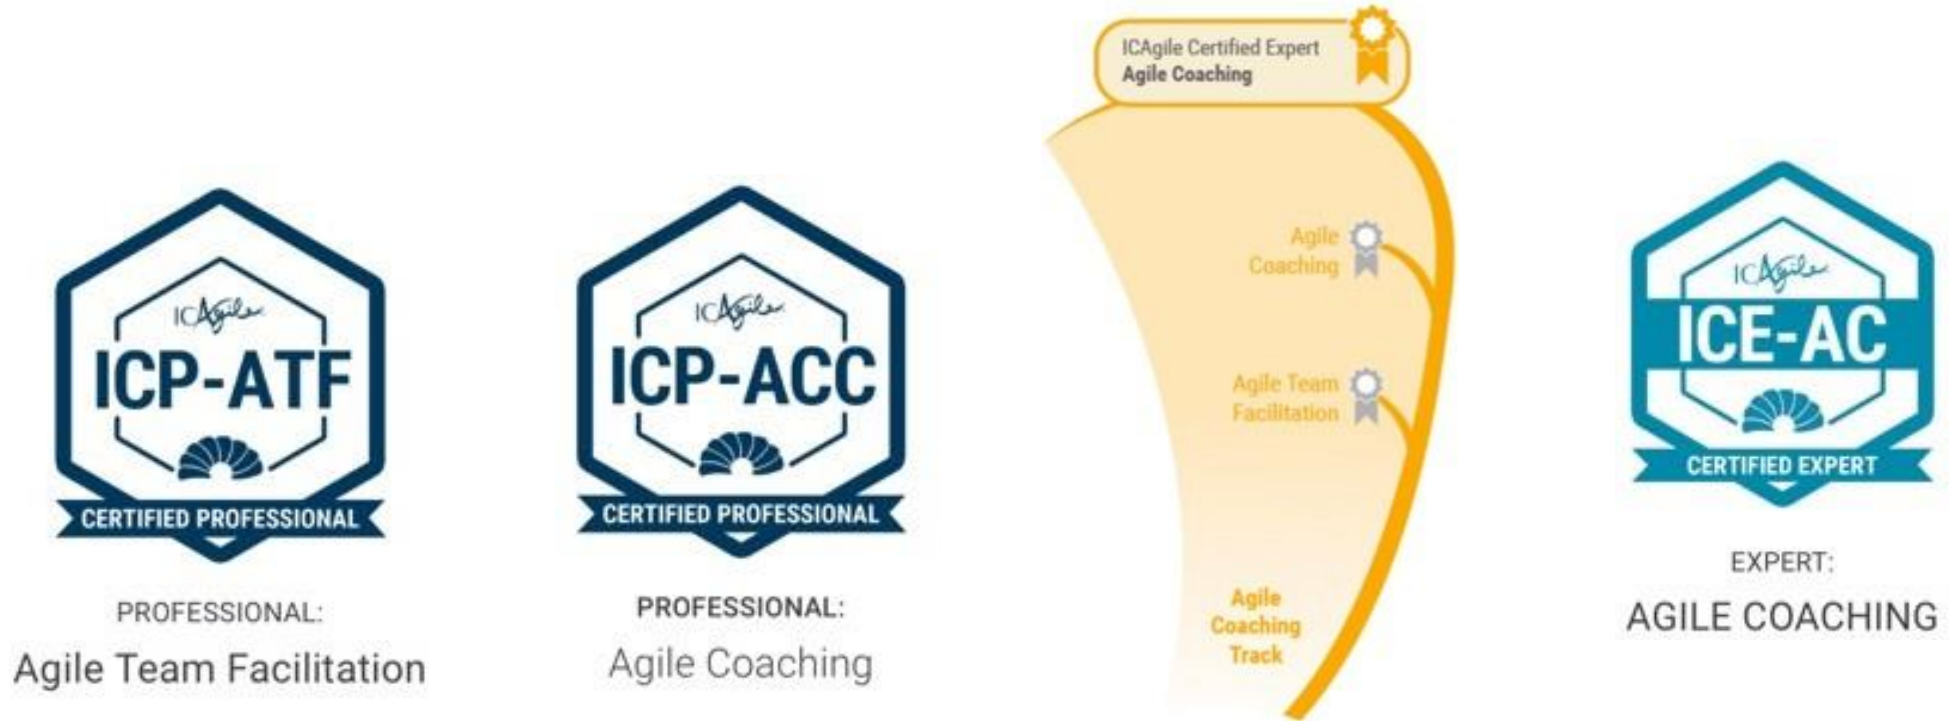 ICAgile
ICP-ATF
CERTIFIED PROFESSIONAL
PROFESSIONAL:
Agile Team Facilitation
ICAgile
ICP-ACC
CERTIFIED PROFESSIONAL
PROFESSIONAL:
Agile Coaching
ICAgile Certified Expert
Agile Coaching
Agile
Coaching
Agile Team
Facilitation
Agile
Coaching
Track
ICAgile
ICE-AC
CERTIFIED EXPERT
EXPERT:
AGILE COACHING